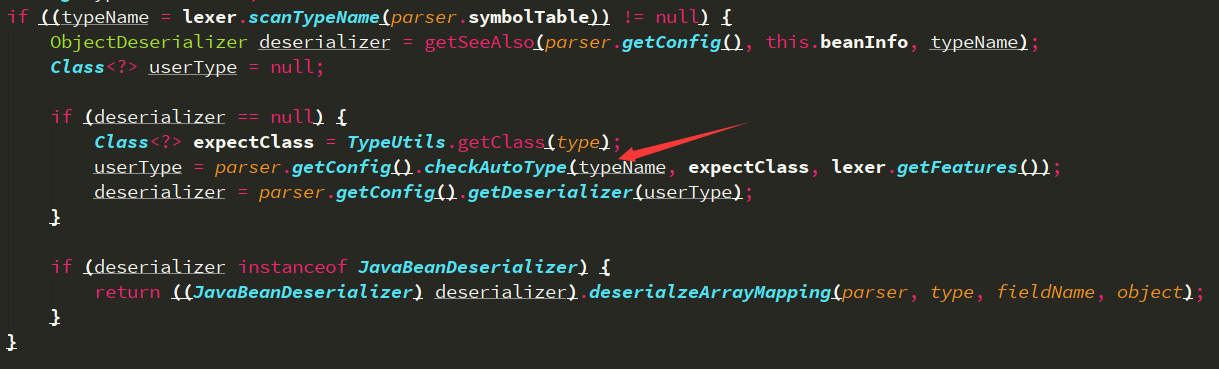 if ((typeName = lexer.scanTypeName(parser.symbolTable)) != null) {
ObjectDeserializer deserializer = getSeeAlso(parser.getConfig(), this.beanInfo, typeName);
Class<?> userType = null;
if (deserializer == null) {
Class<?> expectClass = TypeUtils.getClass(type);
userType = parser.getConfig().checkAutoType(typeName, expectClass, lexer.getFeatures());
deserializer = parser.getConfig().getDeserializer(userType);
}
if (deserializer instanceof JavaBeanDeserializer) {
return ((JavaBeanDeserializer) deserializer).deserialzeArrayMapping(parser, type, fieldName, object);
}
}